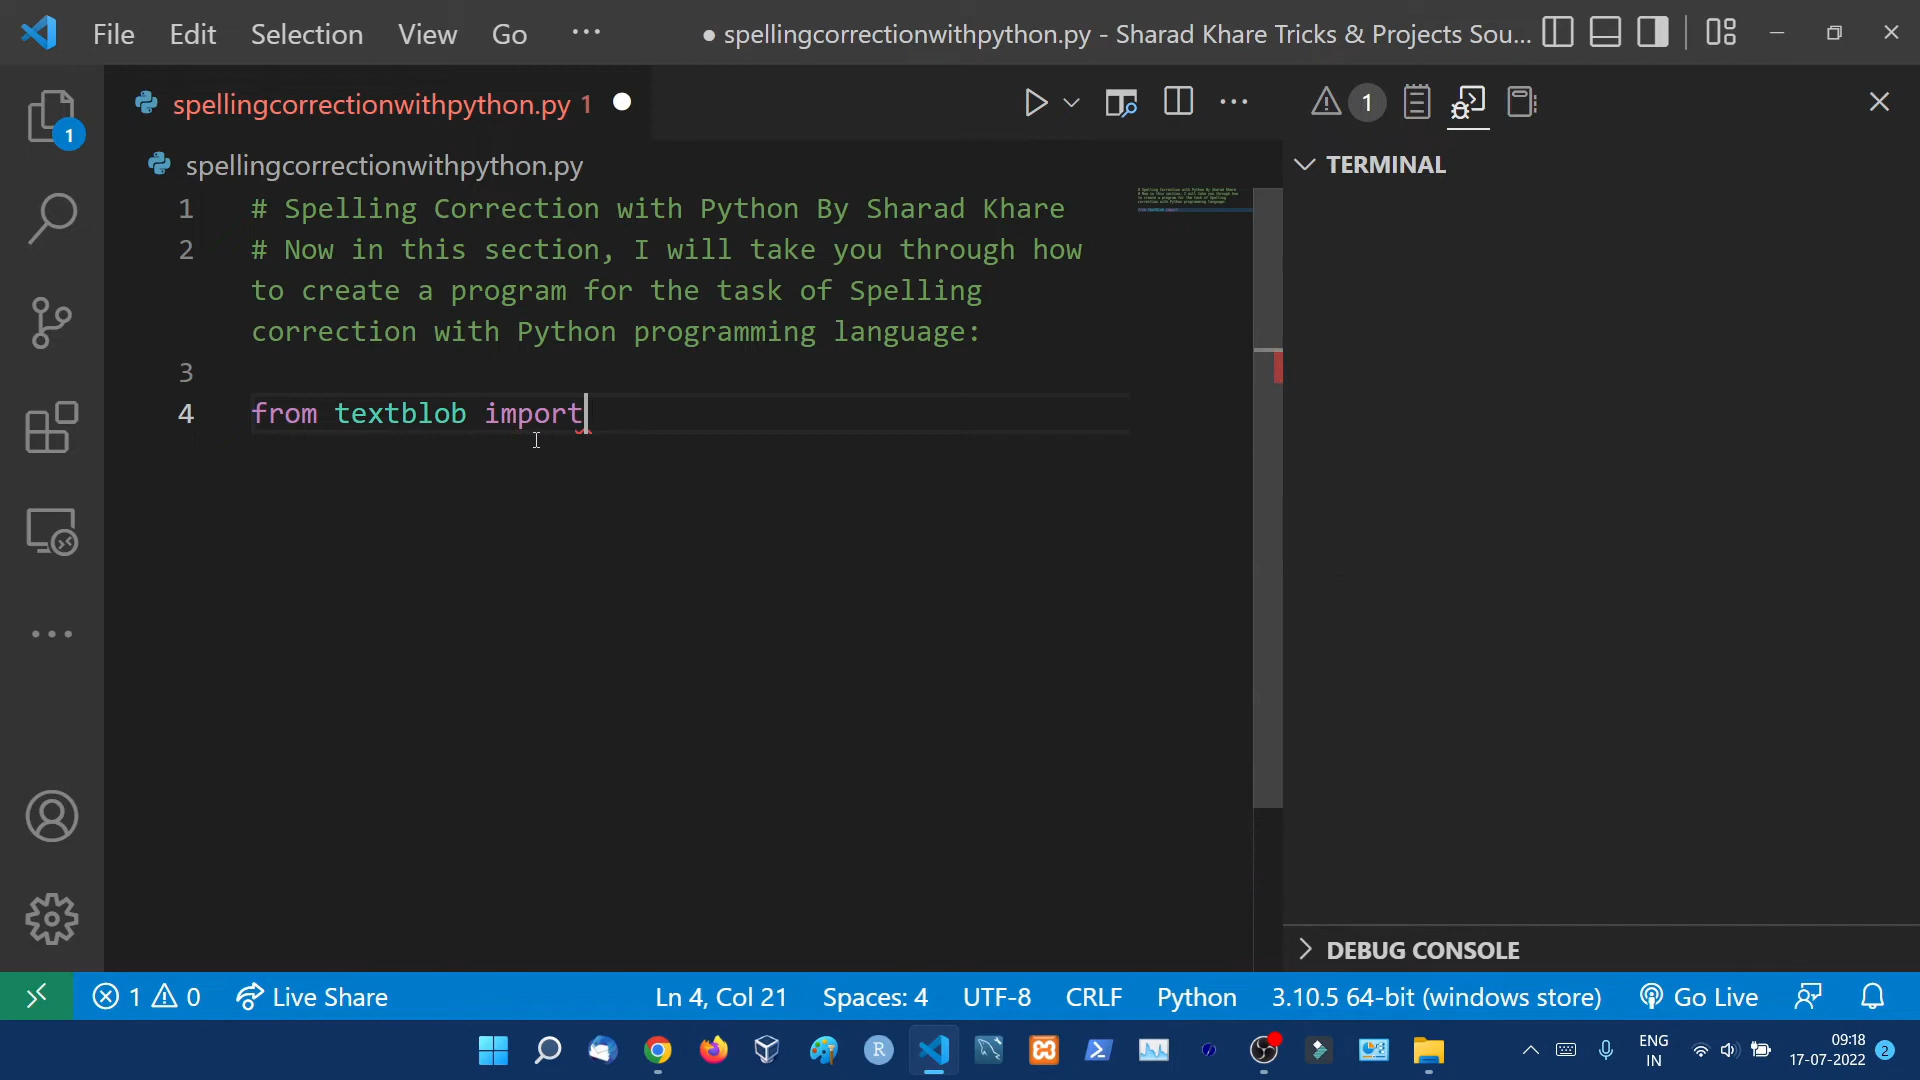 File Edit Selection View Go ··· ● spellingcorrectionwithpython.py - Sharad Khare Tricks & Projects Sou...
spellingcorrectionwithpython.py 1
1
1
spellingcorrectionwithpython.py
TERMINAL
1 # Spelling Correction with Python By Sharad Khare
2 # Now in this section, I will take you through how
to create a program for the task of Spelling
correction with Python programming language:
3
4 from textblob import
DEBUG CONSOLE
1 0 Live Share Ln 4, Col 21 Spaces: 4 UTF-8 CRLF Python 3.10.5 64-bit (windows store) Go Live
R
ENG
IN
09:18
17-07-2022
2